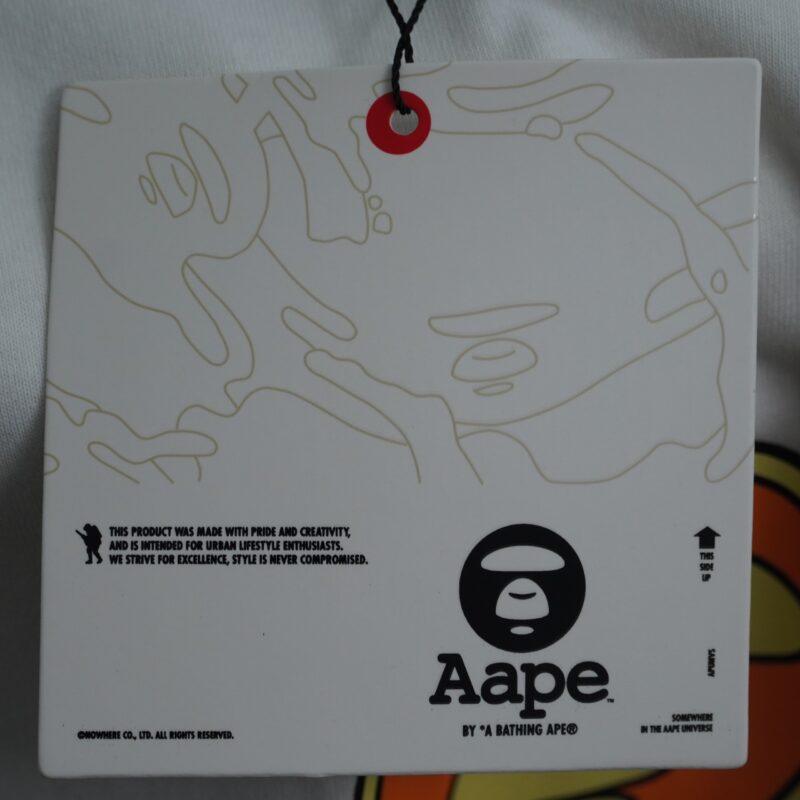 THIS PRODUCT WAS MADE WITH PRIDE AND CREATIVITY,
AND IS INTENDED FOR URBAN LIFESTYLE ENTHUSIASTS.
WE STRIVE FOR EXCELLENCE, STYLE IS NEVER COMPROMISED.
THIS
SIDE
UP
Aape™
BY *A BATHING APE®
©NOWHERE CO., LTD. ALL RIGHTS RESERVED.
SOMEWHERE
IN THE AAPE UNIVERSE